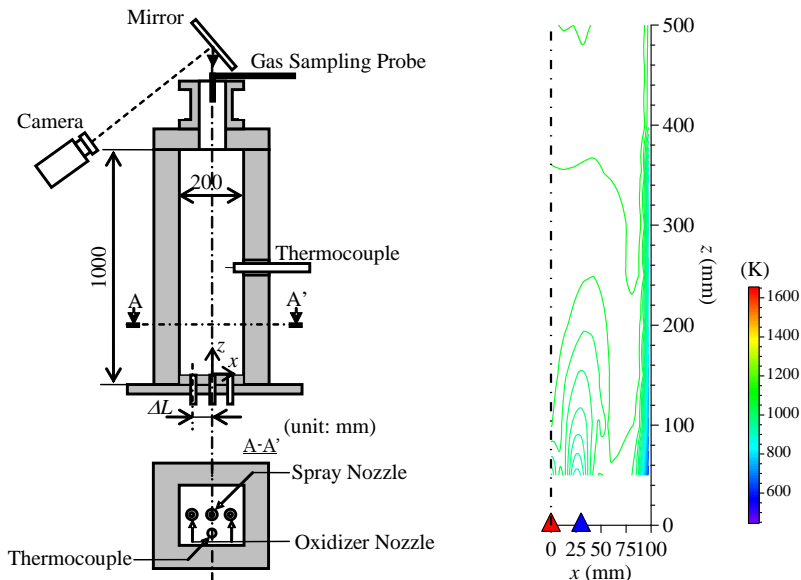 Mirror
Gas Sampling Probe
Camera
200
1000
Thermocouple
A
A’
z
x
ΔL
(unit: mm)
A-A’
Spray Nozzle
Thermocouple
Oxidizer Nozzle
500
400
300
200
100
0
z (mm)
0
25
50
75
100
x (mm)
(K)
1600
1400
1200
1000
800
600